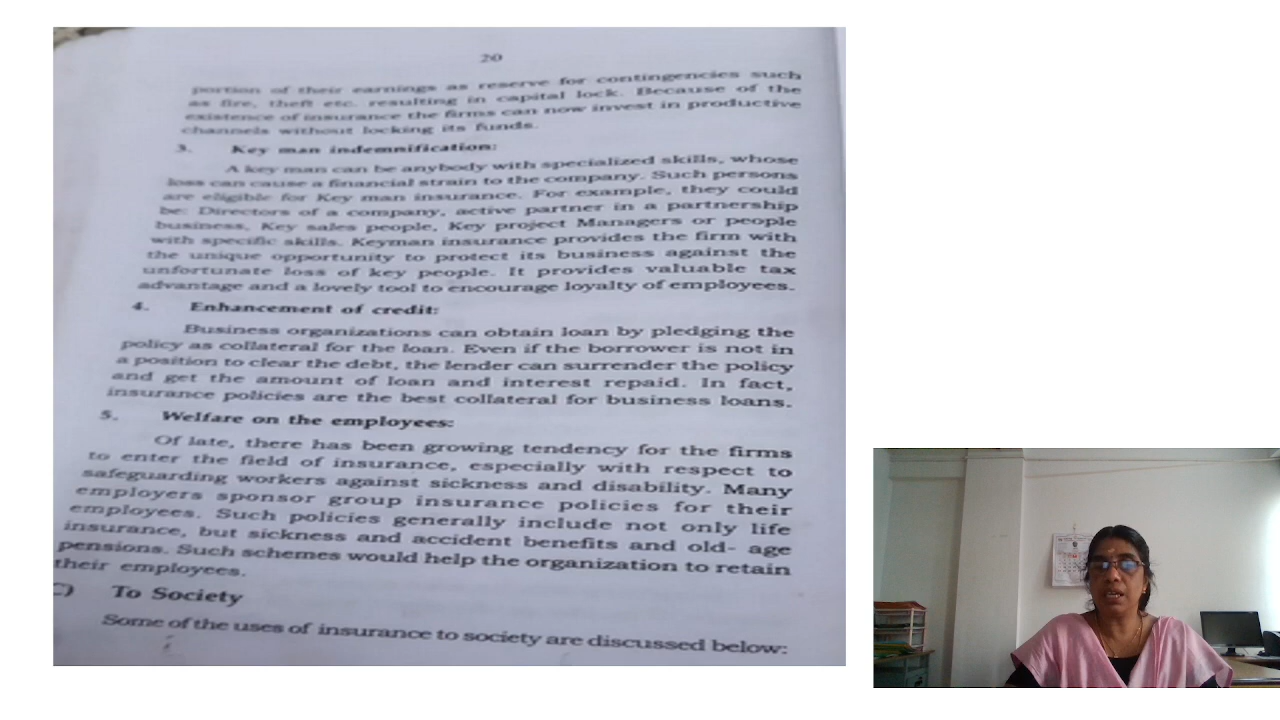 20
portion of their earnings as reserve for contingencies such
as fire, theft etc. resulting in capital lock. Because of the
existence of insurance the firms can now invest in productive
channels without locking its funds.
3. Key man indemnification:
A key man can be anybody with specialized skills, whose
loss can cause a financial strain to the company. Such persons
are eligible for Key man insurance. For example, they could
be: Directors of a company, active partner in a partnership
business, Key sales people, Key project Managers or people
with specific skills. Keyman insurance provides the firm with
the unique opportunity to protect its business against the
unfortunate loss of key people. It provides valuable tax
advantage and a lovely tool to encourage loyalty of employees.
4. Enhancement of credit:
Business organizations can obtain loan by pledging the
policy as collateral for the loan. Even if the borrower is not in
a position to clear the debt, the lender can surrender the policy
and get the amount of loan and interest repaid. In fact,
insurance policies are the best collateral for business loans.
5. Welfare on the employees:
Of late, there has been growing tendency for the firms
to enter the field of insurance, especially with respect to
safeguarding workers against sickness and disability. Many
employers sponsor group insurance policies for their
employees. Such policies generally include not only life
insurance, but sickness and accident benefits and old- age
pensions. Such schemes would help the organization to retain
their employees.
C) To Society
Some of the uses of insurance to society are discussed below: